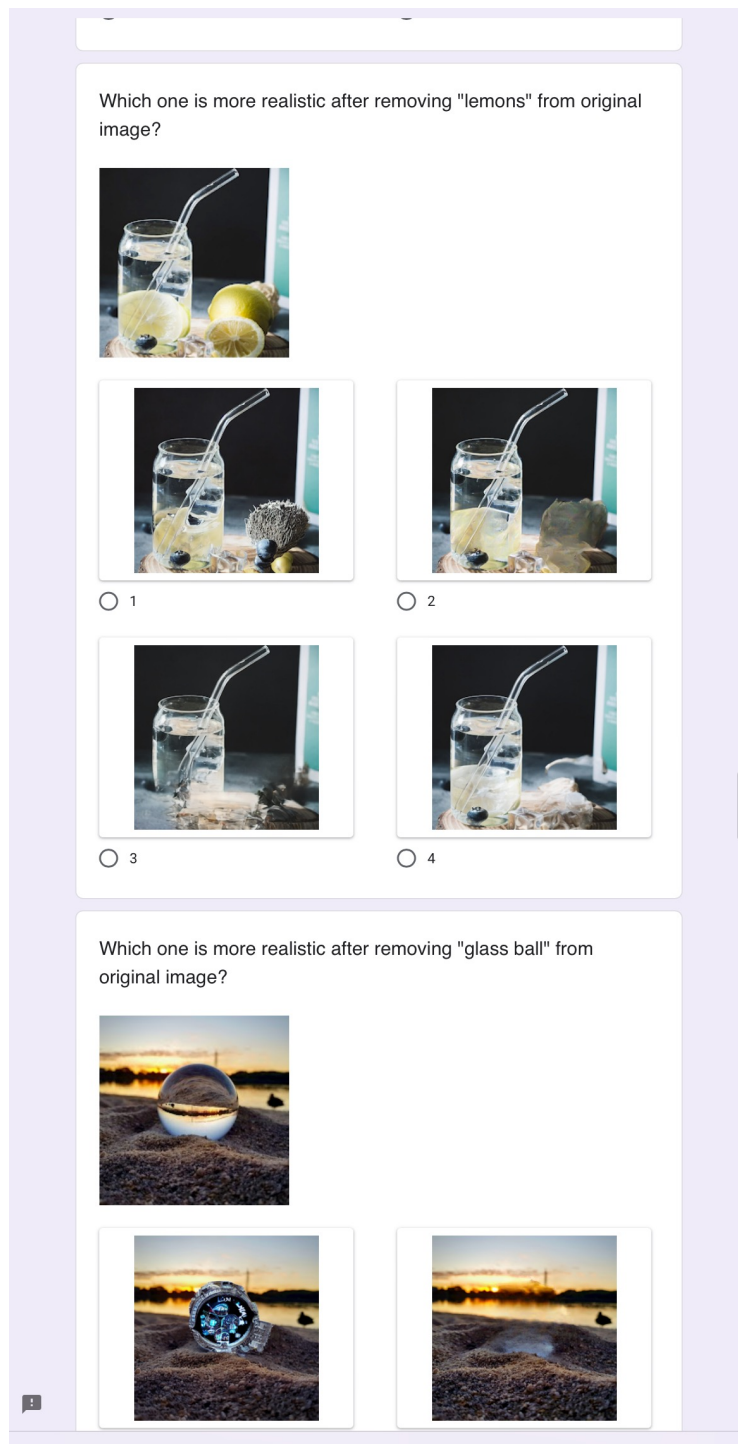 Which one is more realistic after removing "lemons" from original
image?
1
2
3
4
Which one is more realistic after removing "glass ball" from
original image?